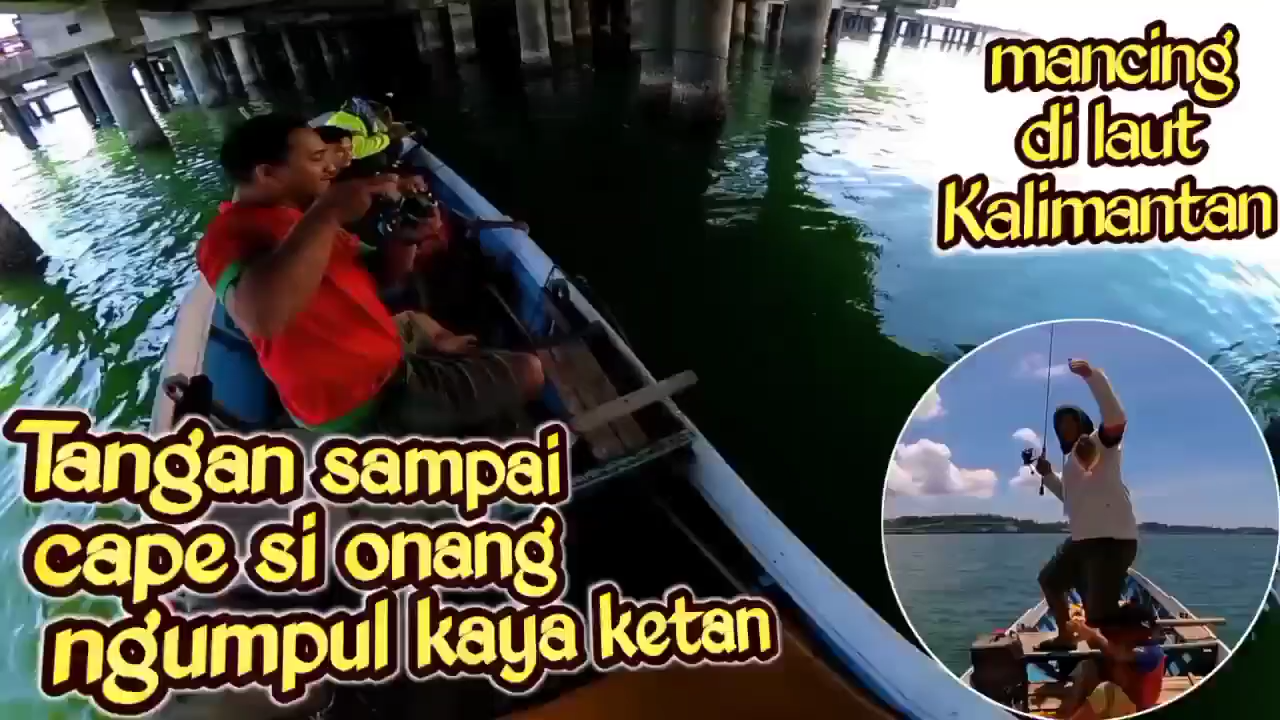 mancing
di laut
Kalimantan
Tangan sampai
cape si onang
ngumpul kaya ketan